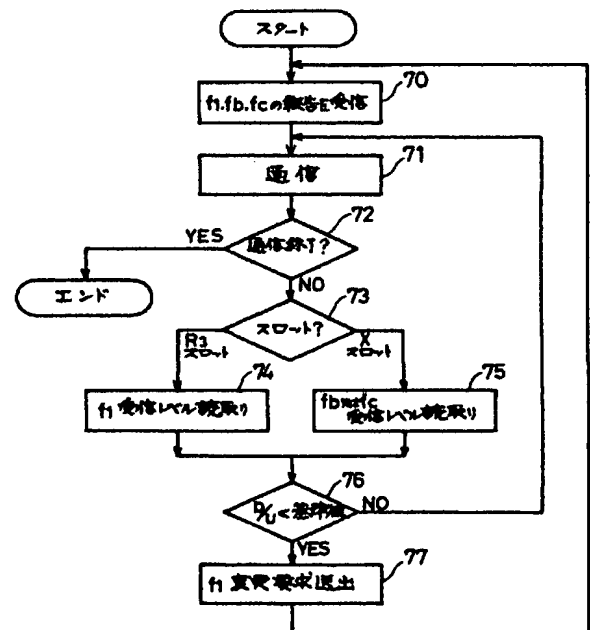 スタート
70
f1.fb.fcの報告を受信
71
通信
72
通信終了?
YES
NO
エンド
73
スロット?
R1
スロット
X
スロット
74
f1 受信レベル読取り
75
fb又はfc
受信レベル読取り
76
D/U<基準値
NO
YES
77
f1 変更要求送出